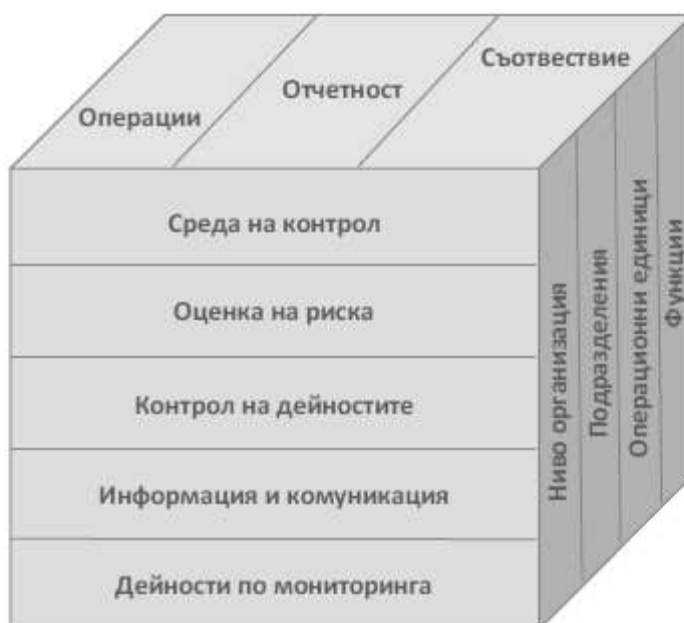 Операции
Отчетност
Съотвествие
Среда на контрол
Оценка на риска
Контрол на дейностите
Информация и комуникация
Дейности по мониторинга
Ниво организация
Подразделения
Операционни единици
Функции